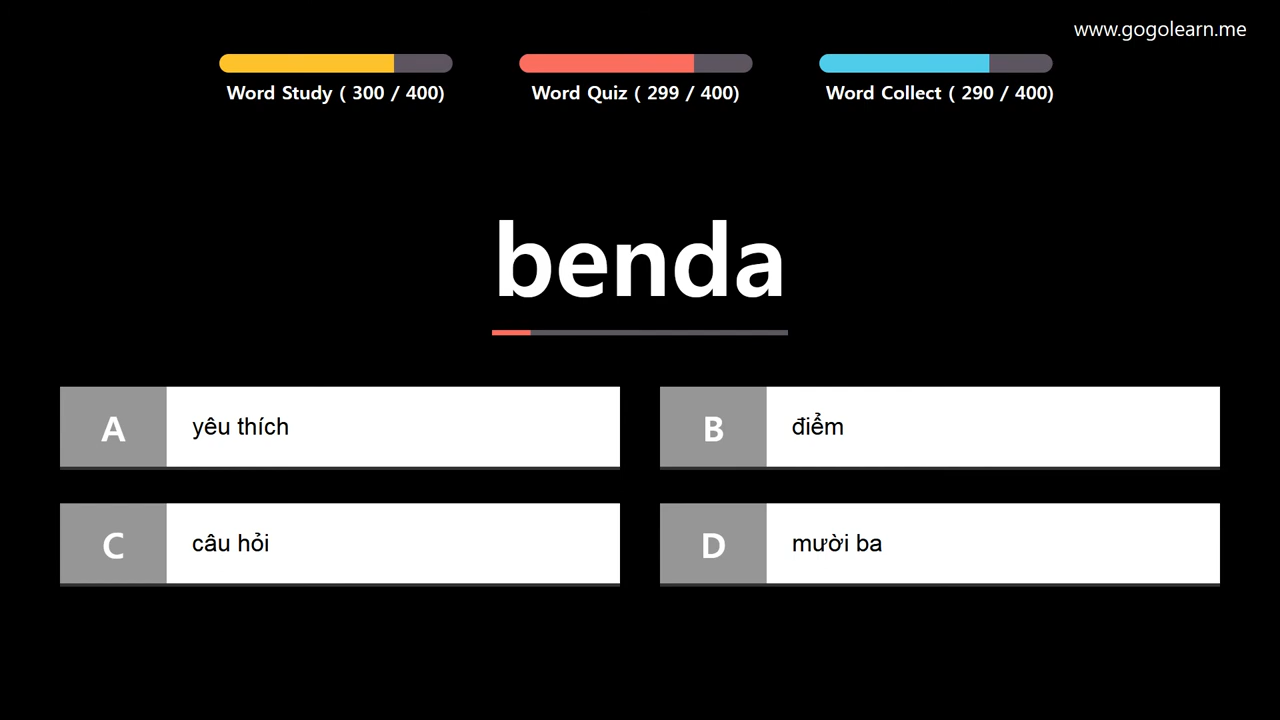 www.gogolearn.me
Word Study ( 300 / 400)
Word Quiz ( 299 / 400)
Word Collect ( 290 / 400)
benda
A yêu thích
B điểm
C câu hỏi
D mười ba